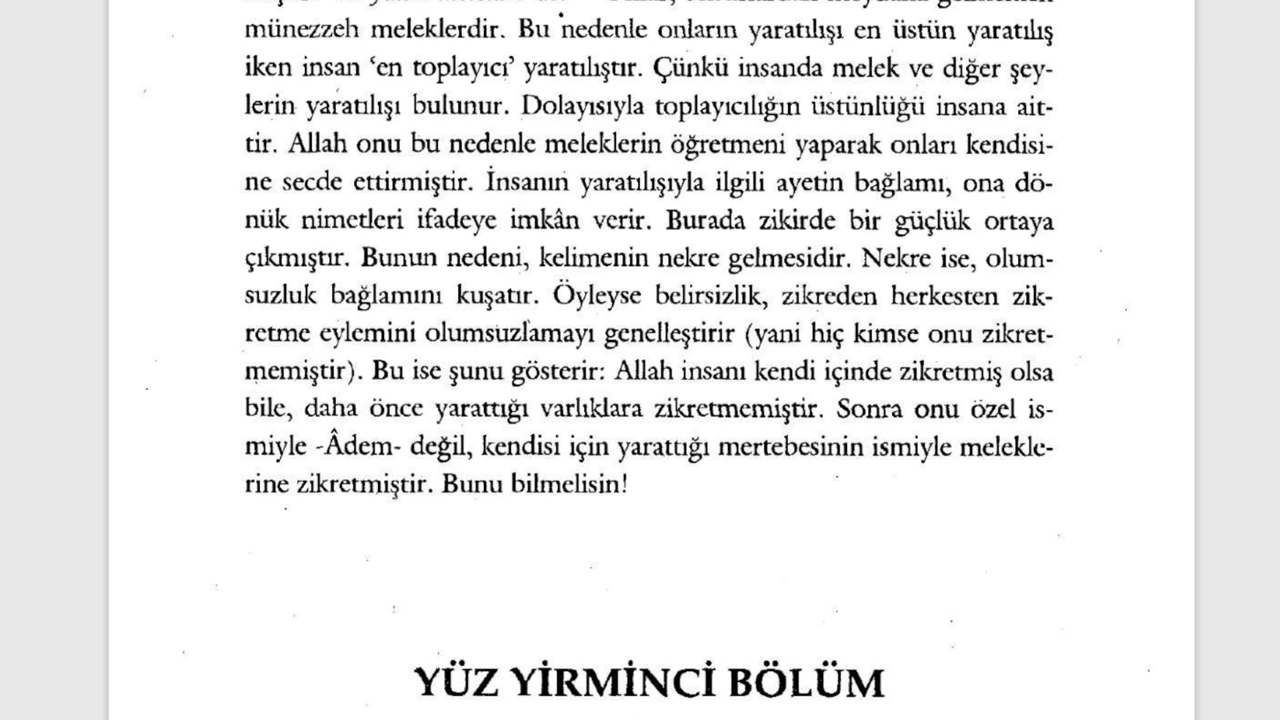 münezzeh meleklerdir. Bu nedenle onların yaratılışı en üstün yaratılış
iken insan ‘en toplayıcı’ yaratılıştır. Çünkü insanda melek ve diğer şey-
lerin yaratılışı bulunur. Dolayısıyla toplayıcılığın üstünlüğü insana ait-
tir. Allah onu bu nedenle meleklerin öğretmeni yaparak onları kendisi-
ne secde ettirmiştir. İnsanın yaratılışıyla ilgili ayetin bağlamı, ona dö-
nük nimetleri ifadeye imkân verir. Burada zikirde bir güçlük ortaya
çıkmıştır. Bunun nedeni, kelimenin nekre gelmesidir. Nekre ise, olum-
suzluk bağlamını kuşatır. Öyleyse belirsizlik, zikreden herkesten zik-
retme eylemini olumsuzlamayı genelleştirir (yani hiç kimse onu zikret-
memiştir). Bu ise şunu gösterir: Allah insanı kendi içinde zikretmiş olsa
bile, daha önce yarattığı varlıklara zikretmemiştir. Sonra onu özel is-
miyle -Âdem- değil, kendisi için yarattığı mertebesinin ismiyle melekle-
rine zikretmiştir. Bunu bilmelisin!
YÜZ YİRMİNCİ BÖLÜM